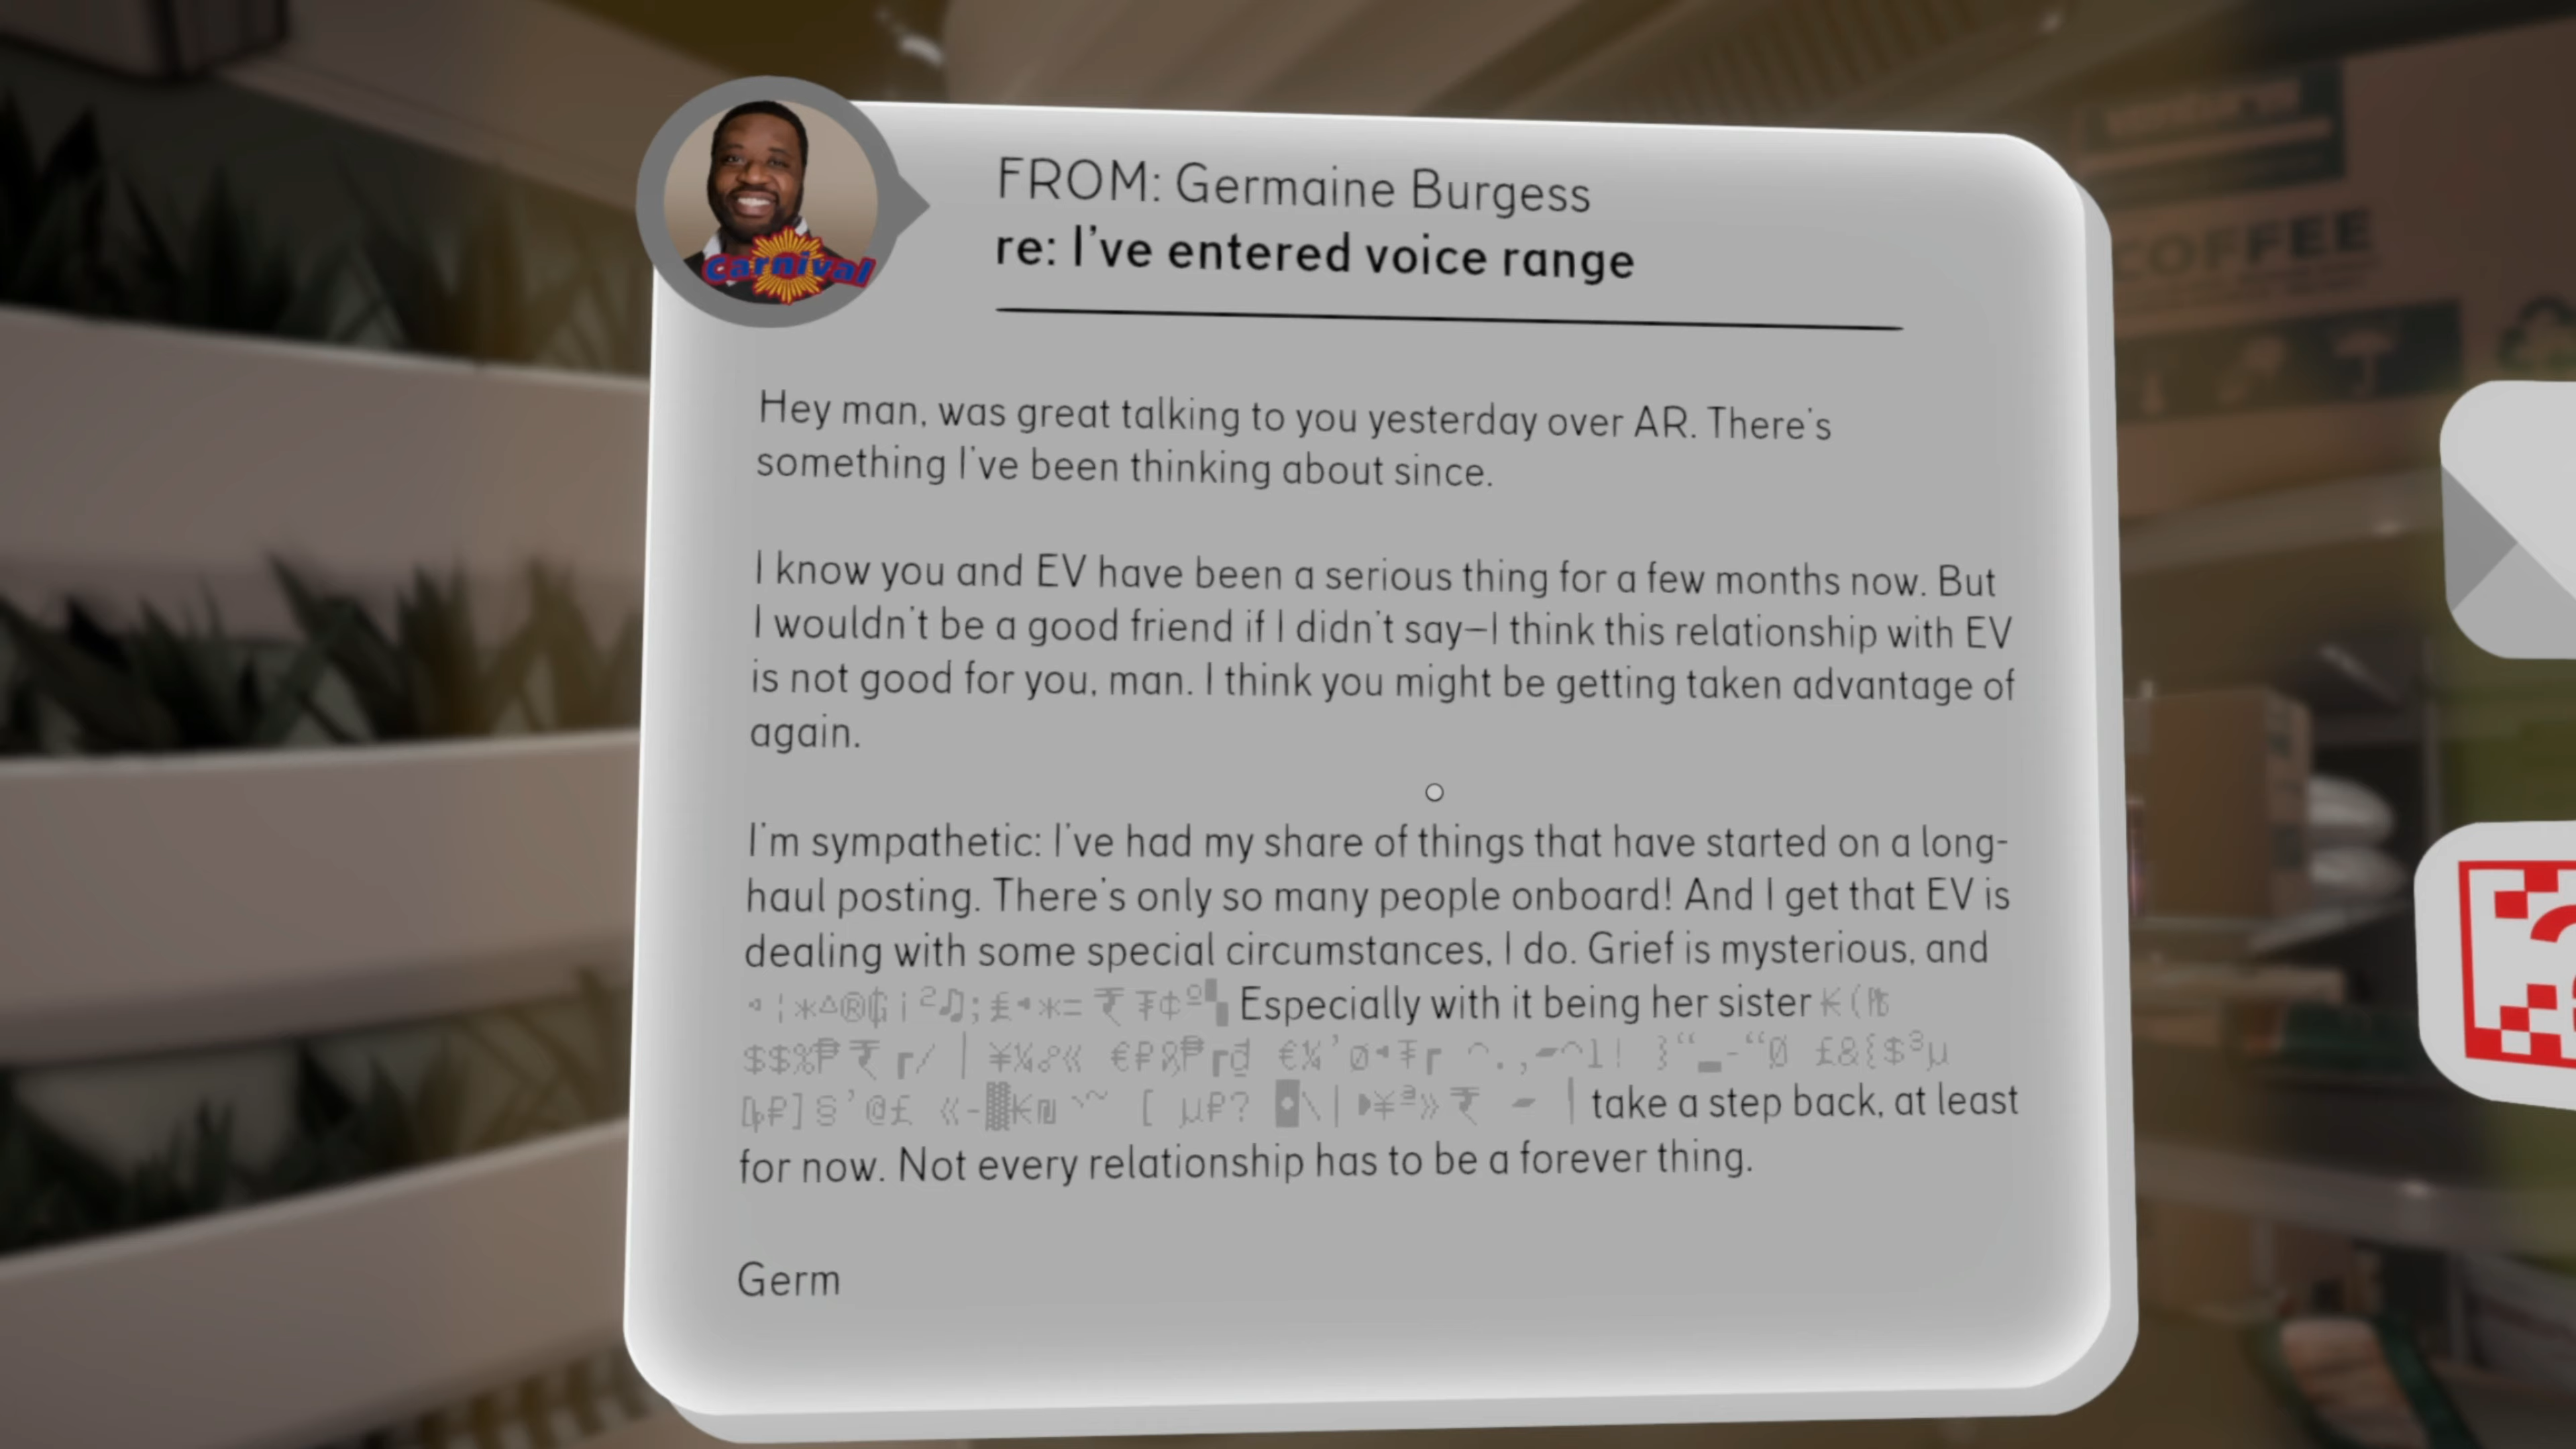 Carnival
FROM: Germaine Burgess
re: I've entered voice range
Hey man, was great talking to you yesterday over AR. There's
something I've been thinking about since.
I know you and EV have been a serious thing for a few months now. But
I wouldn't be a good friend if I didn't say—I think this relationship with EV
is not good for you, man. I think you might be getting taken advantage of
again.
I'm sympathetic: I've had my share of things that have started on a long-
haul posting. There's only so many people onboard! And I get that EV is
dealing with some special circumstances, I do. Grief is mysterious, and
Especially with it being her sister
take a step back, at least
for now. Not every relationship has to be a forever thing.
Germ
COFFEE